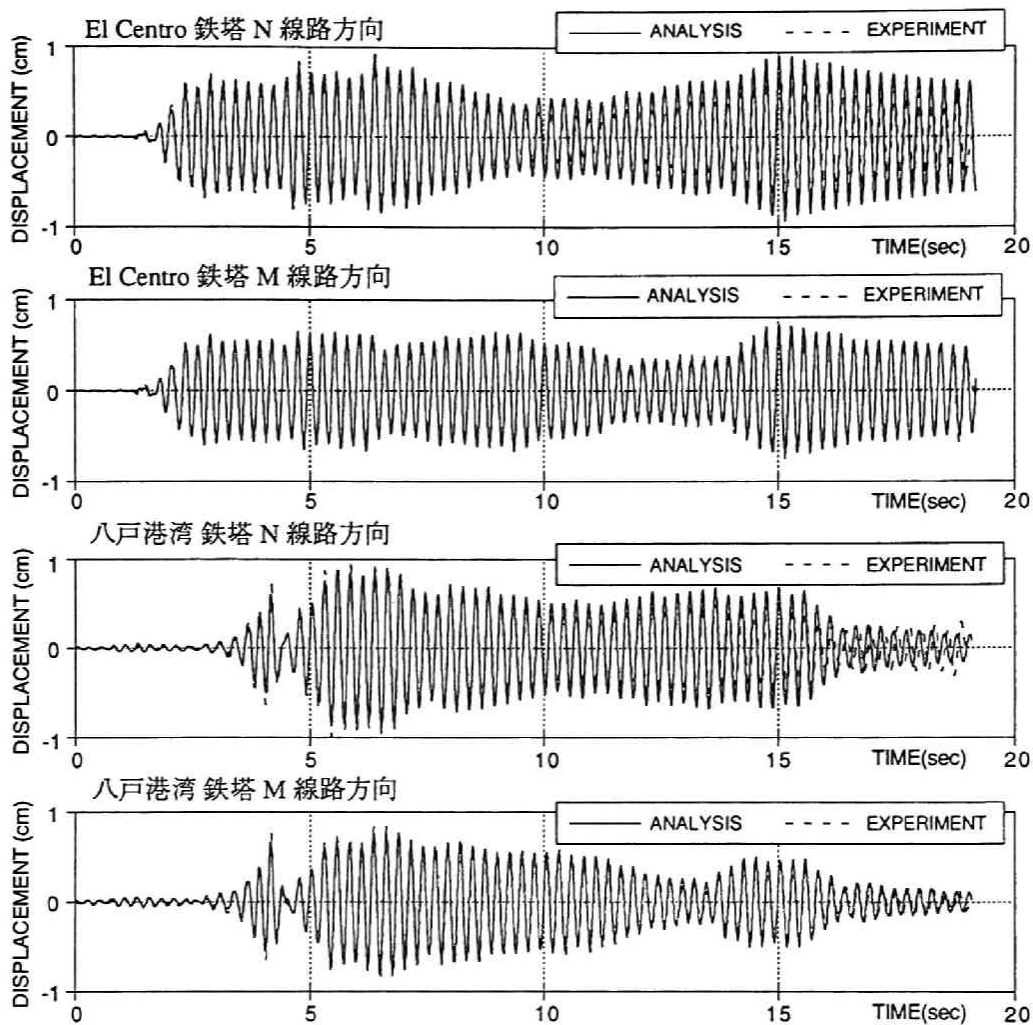 El Centro 鉄塔 N 線路方向
ANALYSIS EXPERIMENT
DISPLACEMENT (cm)
1
0
-1
0 5 10 15 TIME(sec) 20
El Centro 鉄塔 M 線路方向
ANALYSIS EXPERIMENT
DISPLACEMENT (cm)
1
0
-1
0 5 10 15 TIME(sec) 20
八戸港湾 鉄塔 N 線路方向
ANALYSIS EXPERIMENT
DISPLACEMENT (cm)
1
0
-1
0 5 10 15 TIME(sec) 20
八戸港湾 鉄塔 M 線路方向
ANALYSIS EXPERIMENT
DISPLACEMENT (cm)
1
0
-1
0 5 10 15 TIME(sec) 20